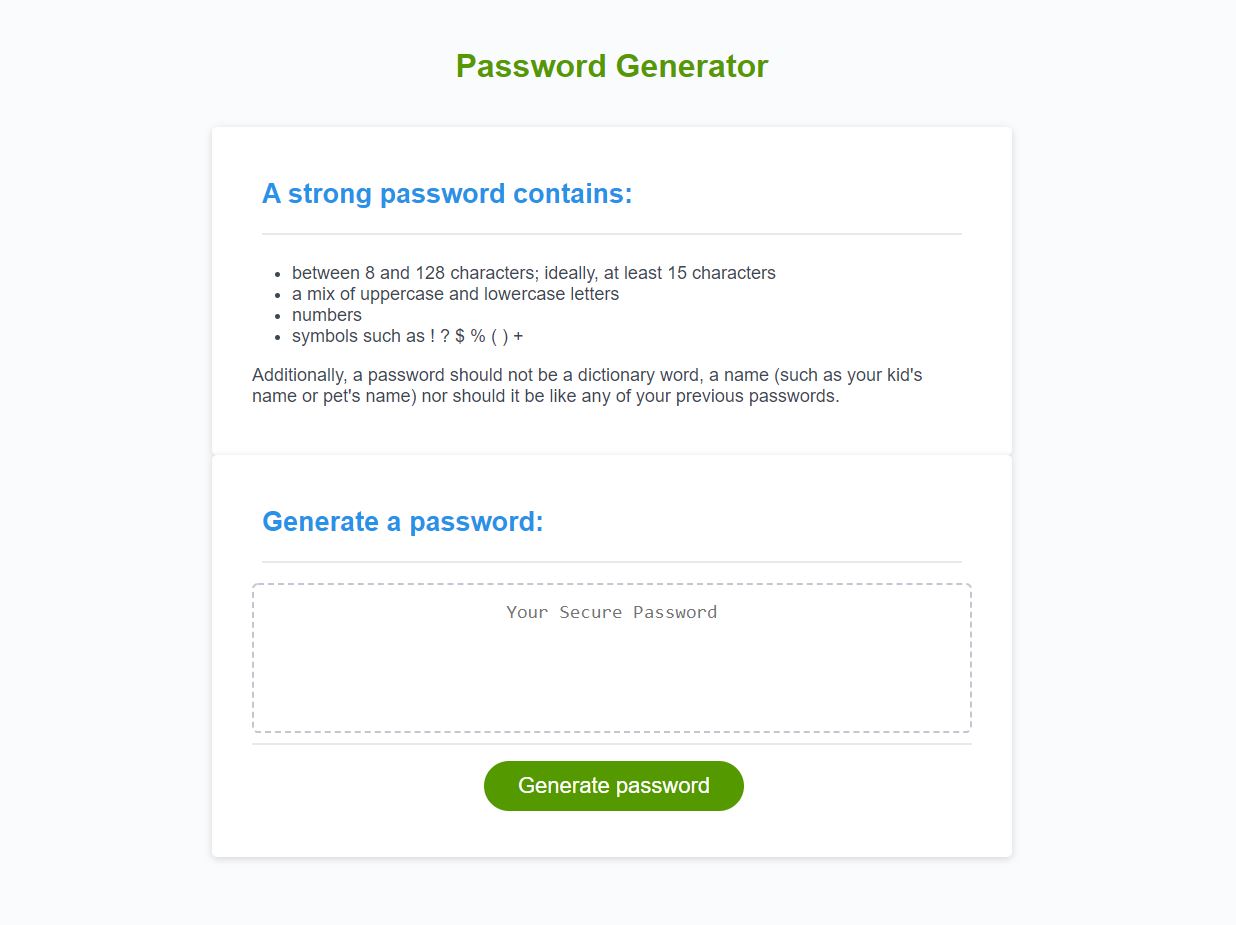 Password Generator
A strong password contains:
between 8 and 128 characters; ideally, at least 15 characters
a mix of uppercase and lowercase letters
numbers
symbols such as ! ? $ % ( ) +
Additionally, a password should not be a dictionary word, a name (such as your kid's
name or pet's name) nor should it be like any of your previous passwords.
Generate a password:
Your Secure Password
Generate password